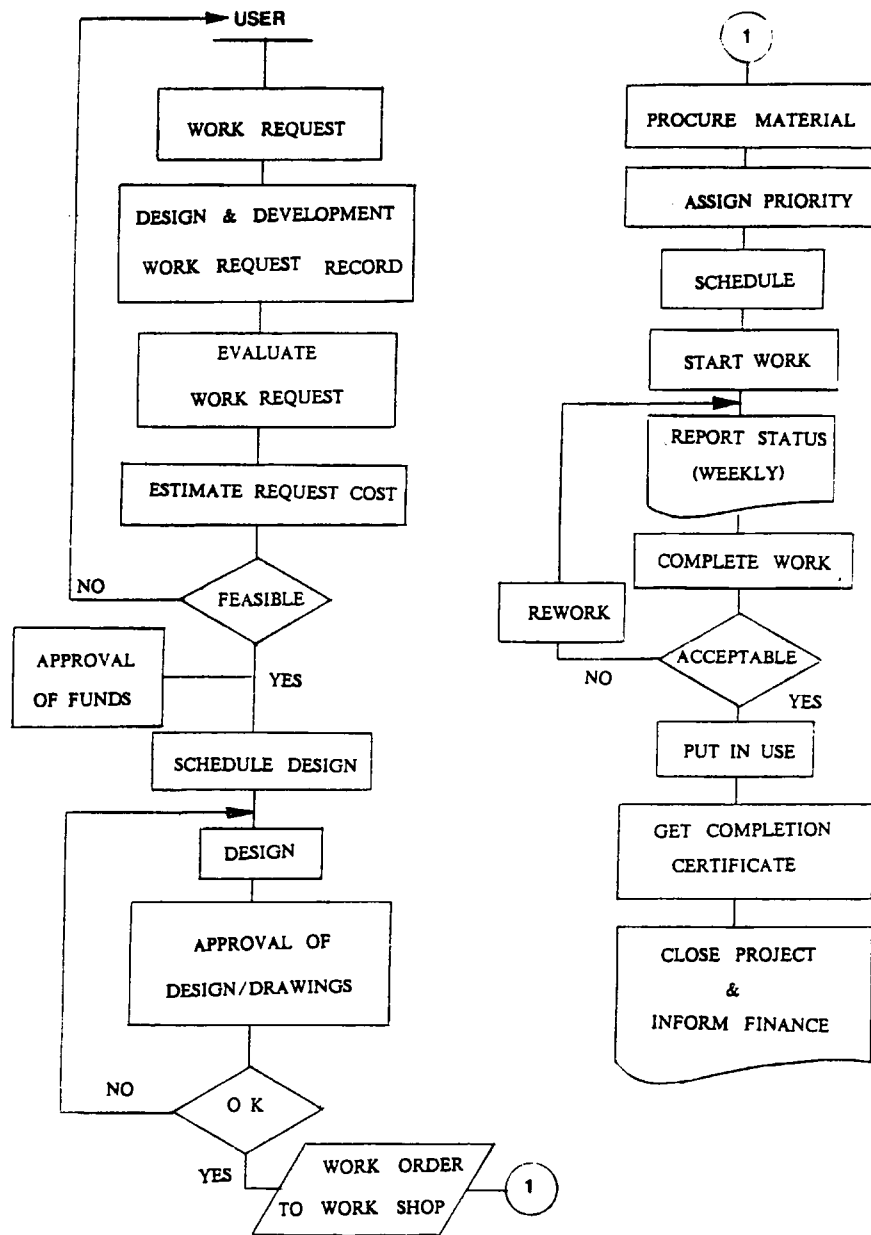 USER
WORK REQUEST
DESIGN & DEVELOPMENT
WORK REQUEST RECORD
EVALUATE
WORK REQUEST
ESTIMATE REQUEST COST
NO
FEASIBLE
APPROVAL
OF FUNDS
YES
SCHEDULE DESIGN
DESIGN
APPROVAL OF
DESIGN/DRAWINGS
NO
O K
YES
WORK ORDER
TO WORK SHOP
1
1
PROCURE MATERIAL
ASSIGN PRIORITY
SCHEDULE
START WORK
REPORT STATUS
(WEEKLY)
COMPLETE WORK
REWORK
ACCEPTABLE
NO
YES
PUT IN USE
GET COMPLETION
CERTIFICATE
CLOSE PROJECT
&
INFORM FINANCE